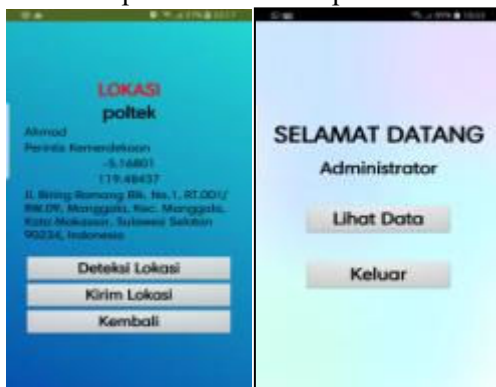 LOKASI
poltek
Ahmad
Perintis Kemerdekaan
-5.16801
119.48437
Jl. Biring Romang Blk. No.1, RT.001/
RW.09, Manggala, Kec. Manggala,
Kota Makassar, Sulawesi Selatan
90234, Indonesia
Deteksi Lokasi
Kirim Lokasi
Kembali
SELAMAT DATANG
Administrator
Lihat Data
Keluar